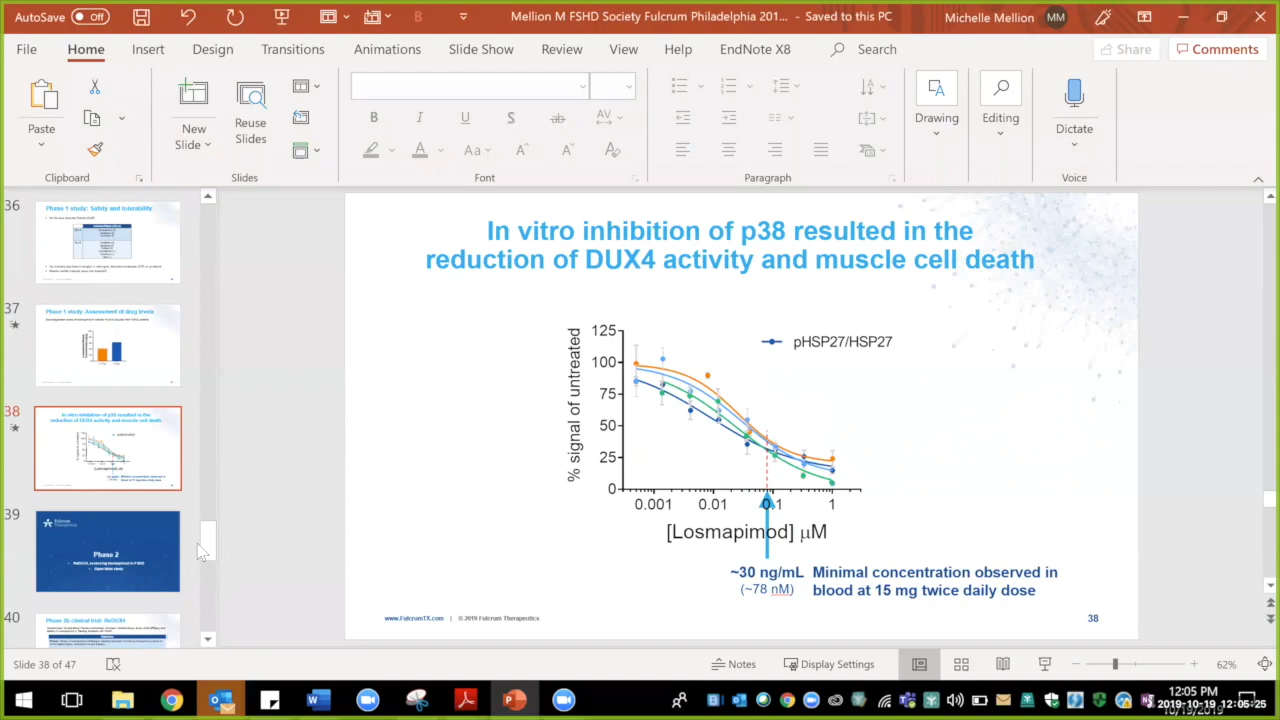 AutoSave Off
Mellion M FSHD Society Fulcrum Philadelphia 201... - Saved to this PC
Michelle Mellion MM
File Home Insert Design Transitions Animations Slide Show Review View Help EndNote X8 Search Share Comments
Paste
New Slide
Reuse Slides
Drawing
Editing
Dictate
Clipboard Slides Font Paragraph Voice
36
Phase 1 study: Safety and tolerability
37
Phase 1 study: Assessment of drug levels
38
In vitro inhibition of p38 resulted in the
reduction of DUX4 activity and muscle cell death
39
Fulcrum
Therapeutics
Phase 2
Open label study
40
Phase 2b clinical trial: ReDUX4
In vitro inhibition of p38 resulted in the
reduction of DUX4 activity and muscle cell death
pHSP27/HSP27
signal of untreated
125
100
75
50
25
0
0.001 0.01 0.1 1
[Losmapimod] μM
~30 ng/mL Minimal concentration observed in
(~78 nM) blood at 15 mg twice daily dose
www.FulcrumTX.com | © 2019 Fulcrum Therapeutics
38
Slide 38 of 47
Notes Display Settings 62%
12:05 PM
2019-10-19 12:05:25
10/19/2019